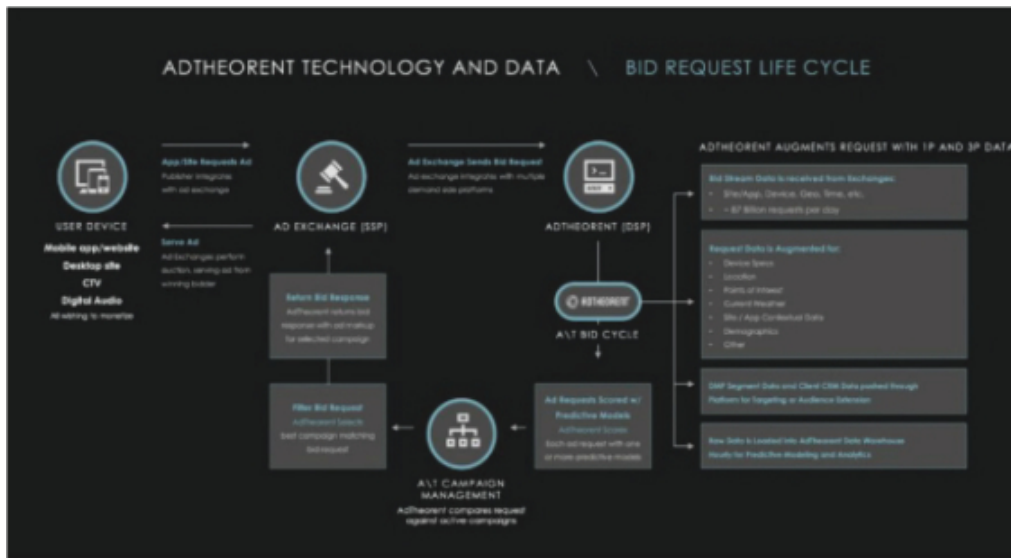 ADTHEORENT TECHNOLOGY AND DATA \ BID REQUEST LIFE CYCLE
USER DEVICE
Mobile app/website
Desktop site
CTV
Digital Audio
All wishing to monetize
App/Site Requests Ad
Publisher integrates
with ad exchange
Serve Ad
Ad Exchanges perform
auction, serving ad from
winning bidder
AD EXCHANGE (SSP)
Ad Exchange Sends Bid Request
Ad exchange integrates with multiple
demand side platforms
ADTHEORENT (DSP)
ADTHEORENT
A\T BID CYCLE
Return Bid Response
AdTheorent returns bid
response with ad markup
for selected campaign
Filter Bid Request
AdTheorent Selects
best campaign matching
bid request
A\T CAMPAIGN
MANAGEMENT
AdTheorent compares request
against active campaigns
Ad Requests Scored w/
Predictive Models
AdTheorent Scores
Each ad request with one
or more predictive models
ADTHEORENT AUGMENTS REQUEST WITH 1P AND 3P DATA
Bid Stream Data is received from Exchanges:
• Site/App, Device, Geo, Time, etc.
• ~ 87 Billion requests per day
Request Data is Augmented for:
• Device Specs
• Location
• Points of Interest
• Current Weather
• Site / App Contextual Data
• Demographics
• Other
DMP Segment Data and Client CRM Data pushed through
Platform for Targeting or Audience Extension
Raw Data is Loaded into AdTheorent Data Warehouse
Hourly for Predictive Modeling and Analytics